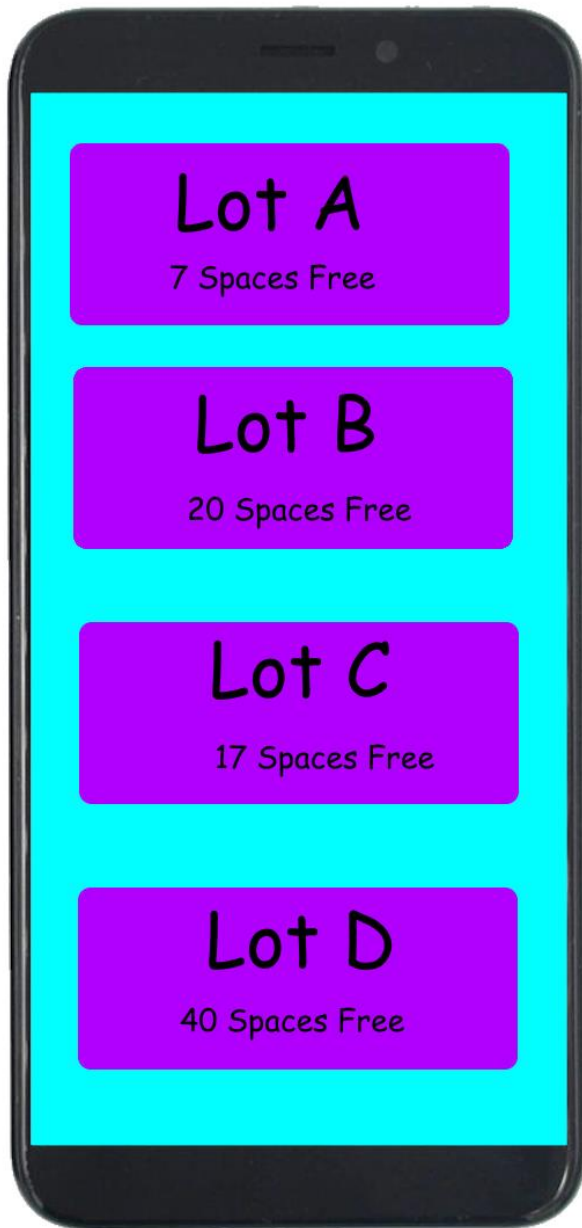 Lot A
7 Spaces Free
Lot B
20 Spaces Free
Lot C
17 Spaces Free
Lot D
40 Spaces Free